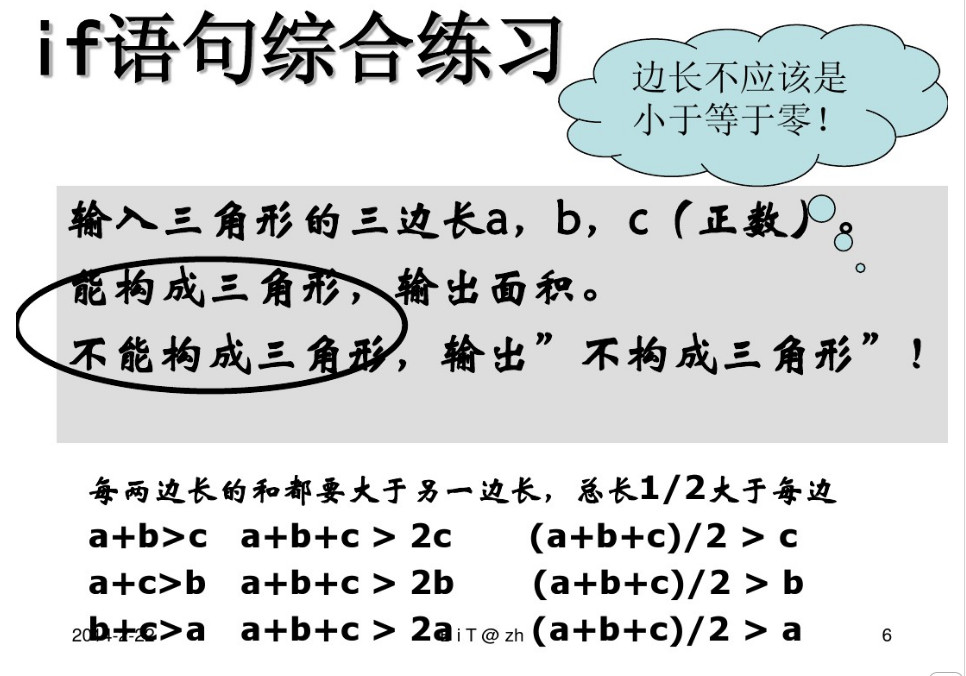 if语句综合练习
边长不应该是
小于等于零!
输入三角形的三边长a，b，c（正数）。
能构成三角形，输出面积。
不能构成三角形，输出”不构成三角形”！
每两边长的和都要大于另一边长，总长1/2大于每边
a+b>c a+b+c > 2c (a+b+c)/2 > c
a+c>b a+b+c > 2b (a+b+c)/2 > b
b+c>a a+b+c > 2a (a+b+c)/2 > a
2014-2-22 iT@zh 6